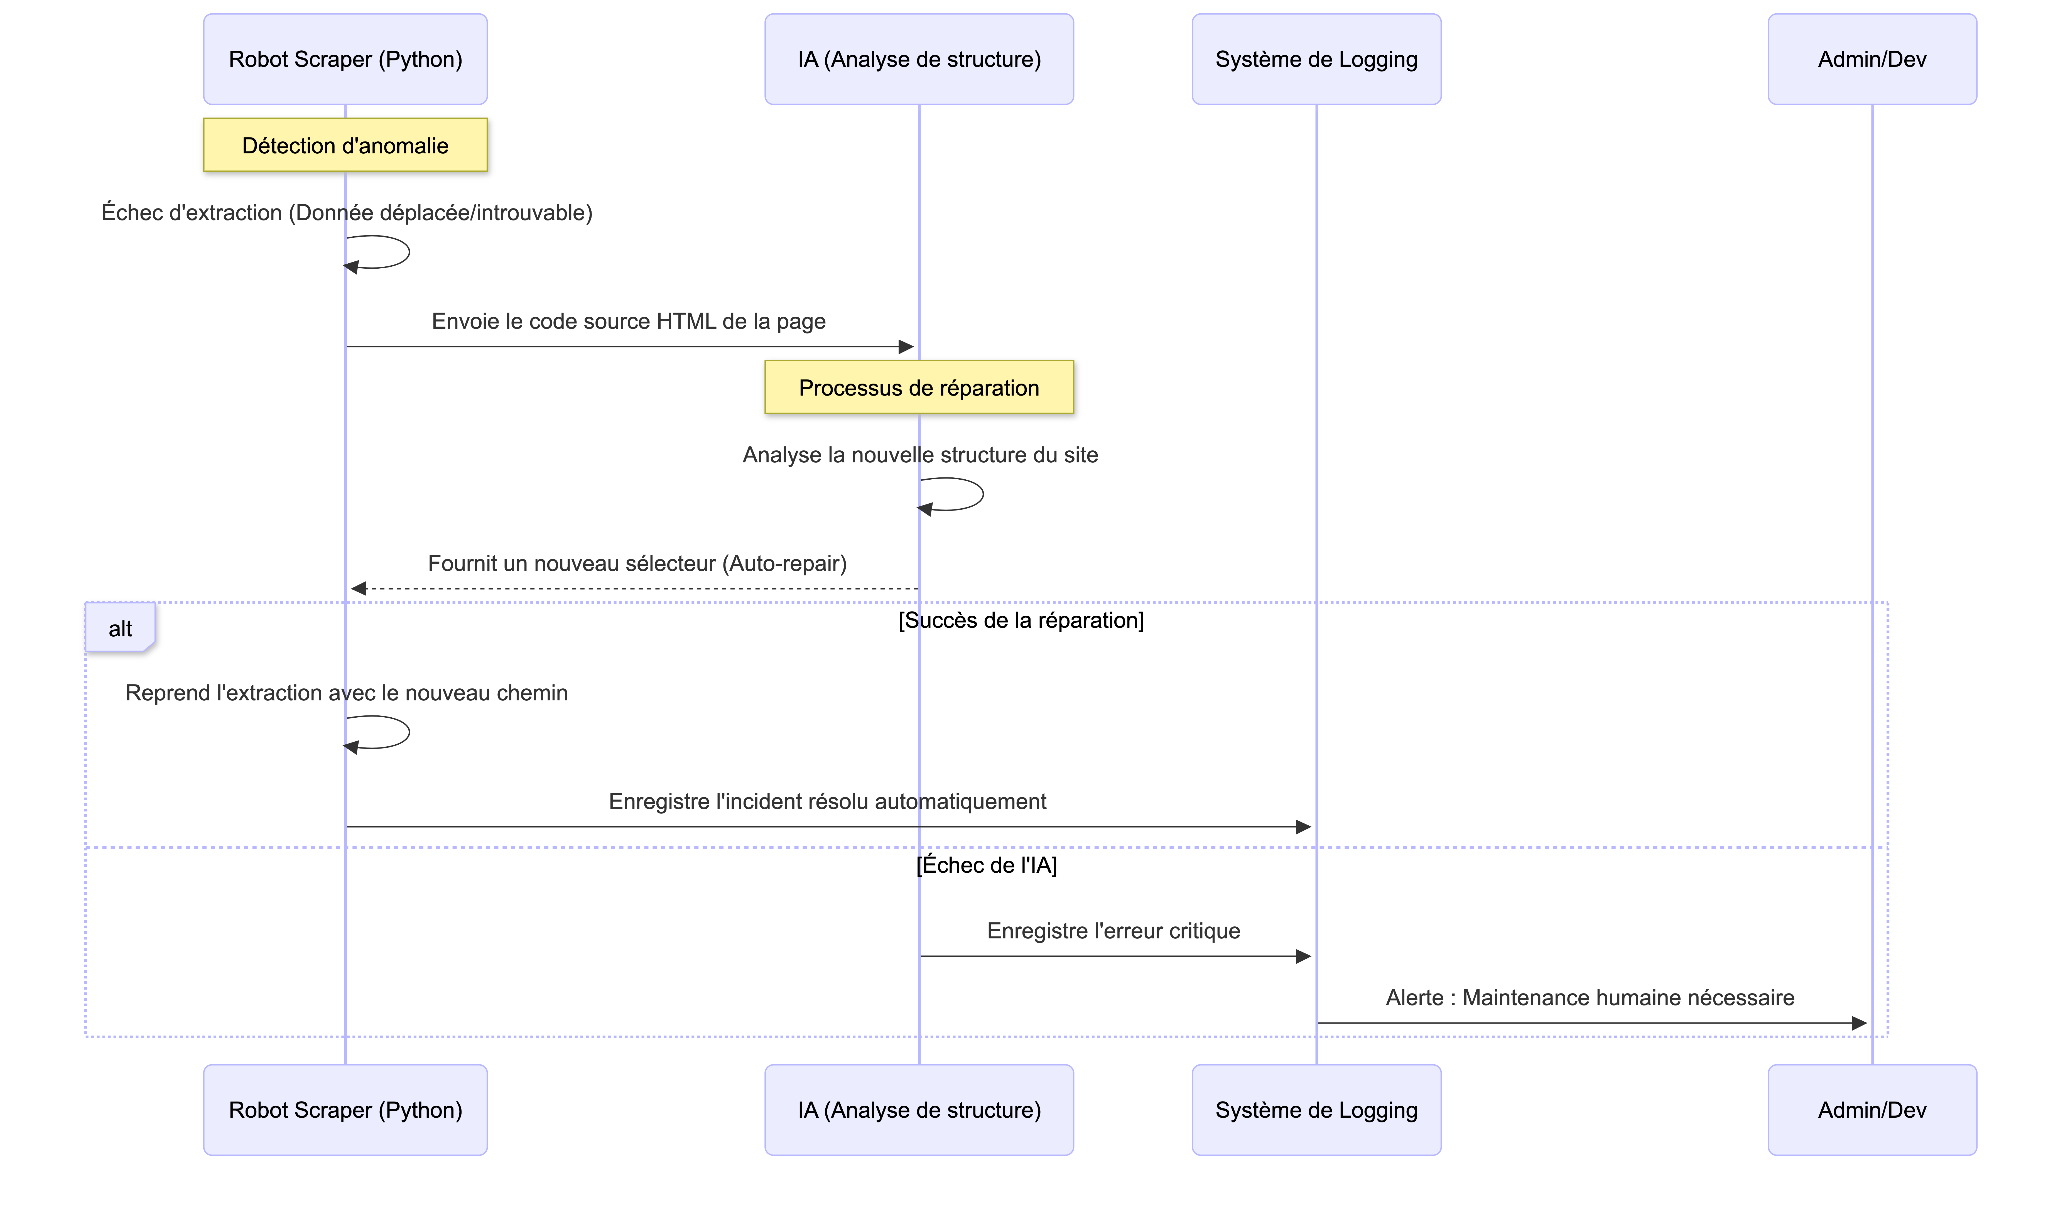 Robot Scraper (Python)
IA (Analyse de structure)
Système de Logging
Admin/Dev
Détection d'anomalie
Échec d'extraction (Donnée déplacée/introuvable)
Envoie le code source HTML de la page
Processus de réparation
Analyse la nouvelle structure du site
Fournit un nouveau sélecteur (Auto-repair)
alt
[Succès de la réparation]
Reprend l'extraction avec le nouveau chemin
Enregistre l'incident résolu automatiquement
[Échec de l'IA]
Enregistre l'erreur critique
Alerte : Maintenance humaine nécessaire
Robot Scraper (Python)
IA (Analyse de structure)
Système de Logging
Admin/Dev